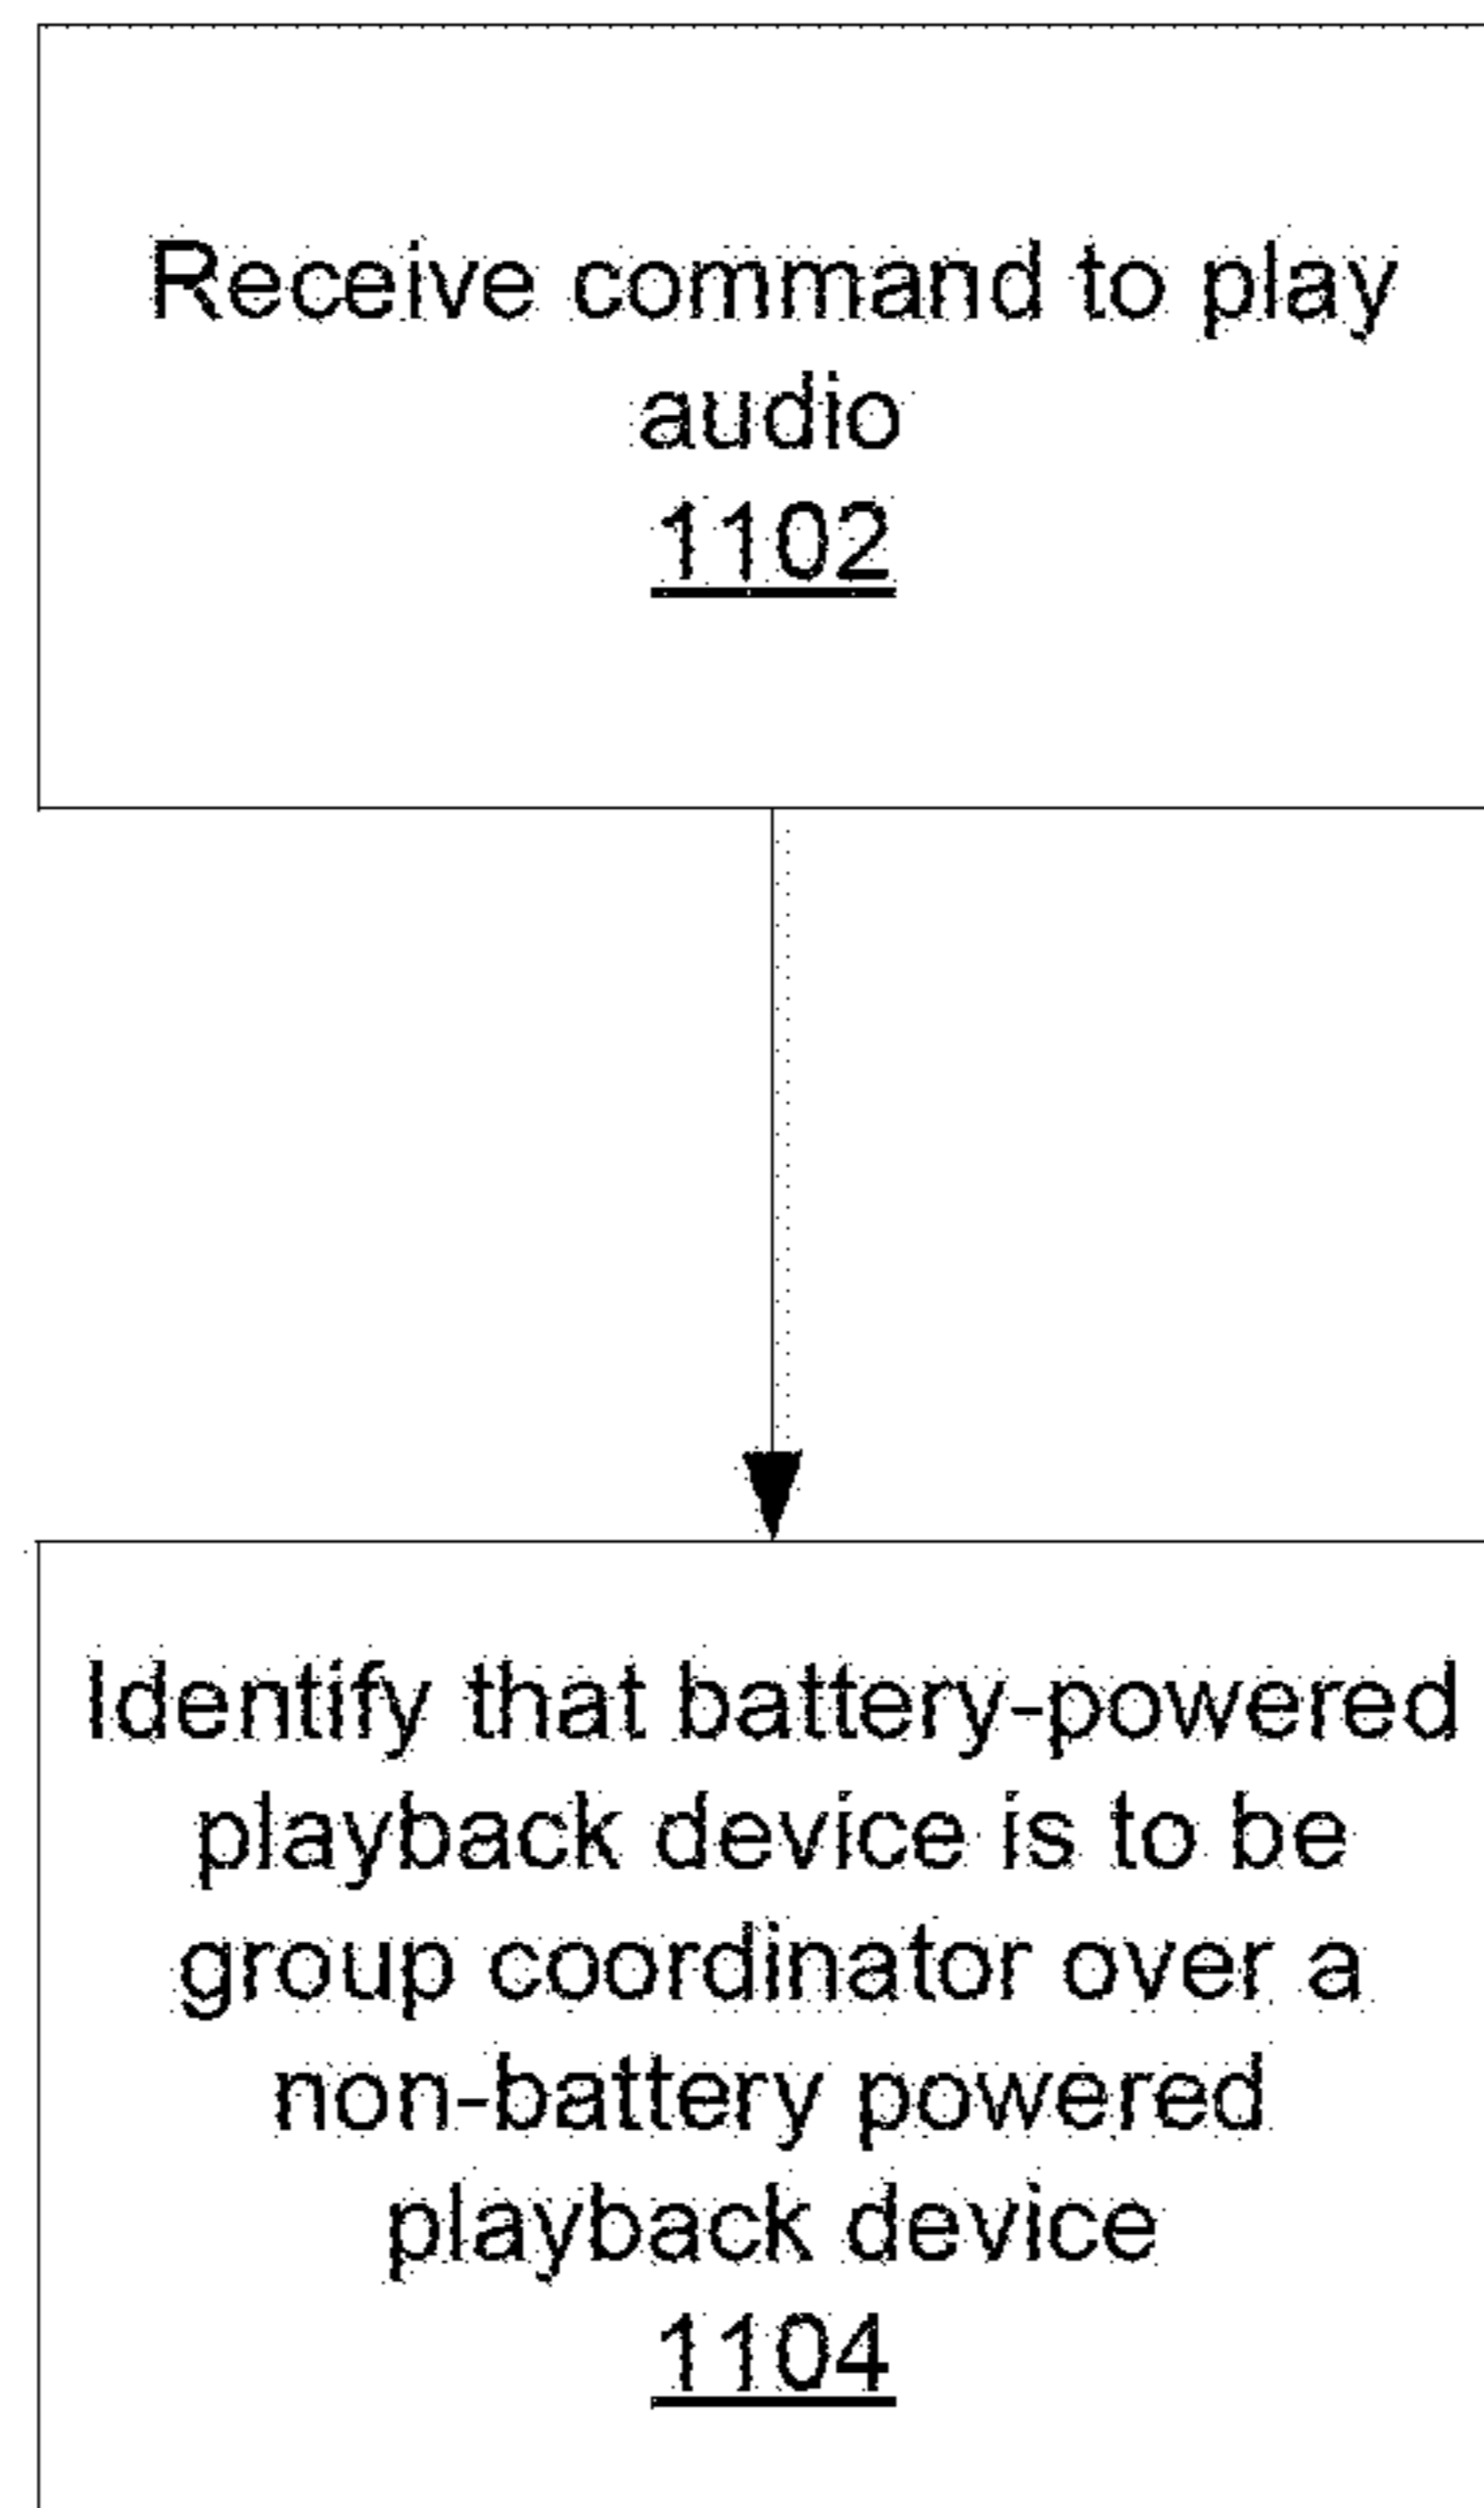 Receive command to play
audio
1102
Identify that battery-powered
playback device is to be
group coordinator over a
non-battery powered
playback device
1104